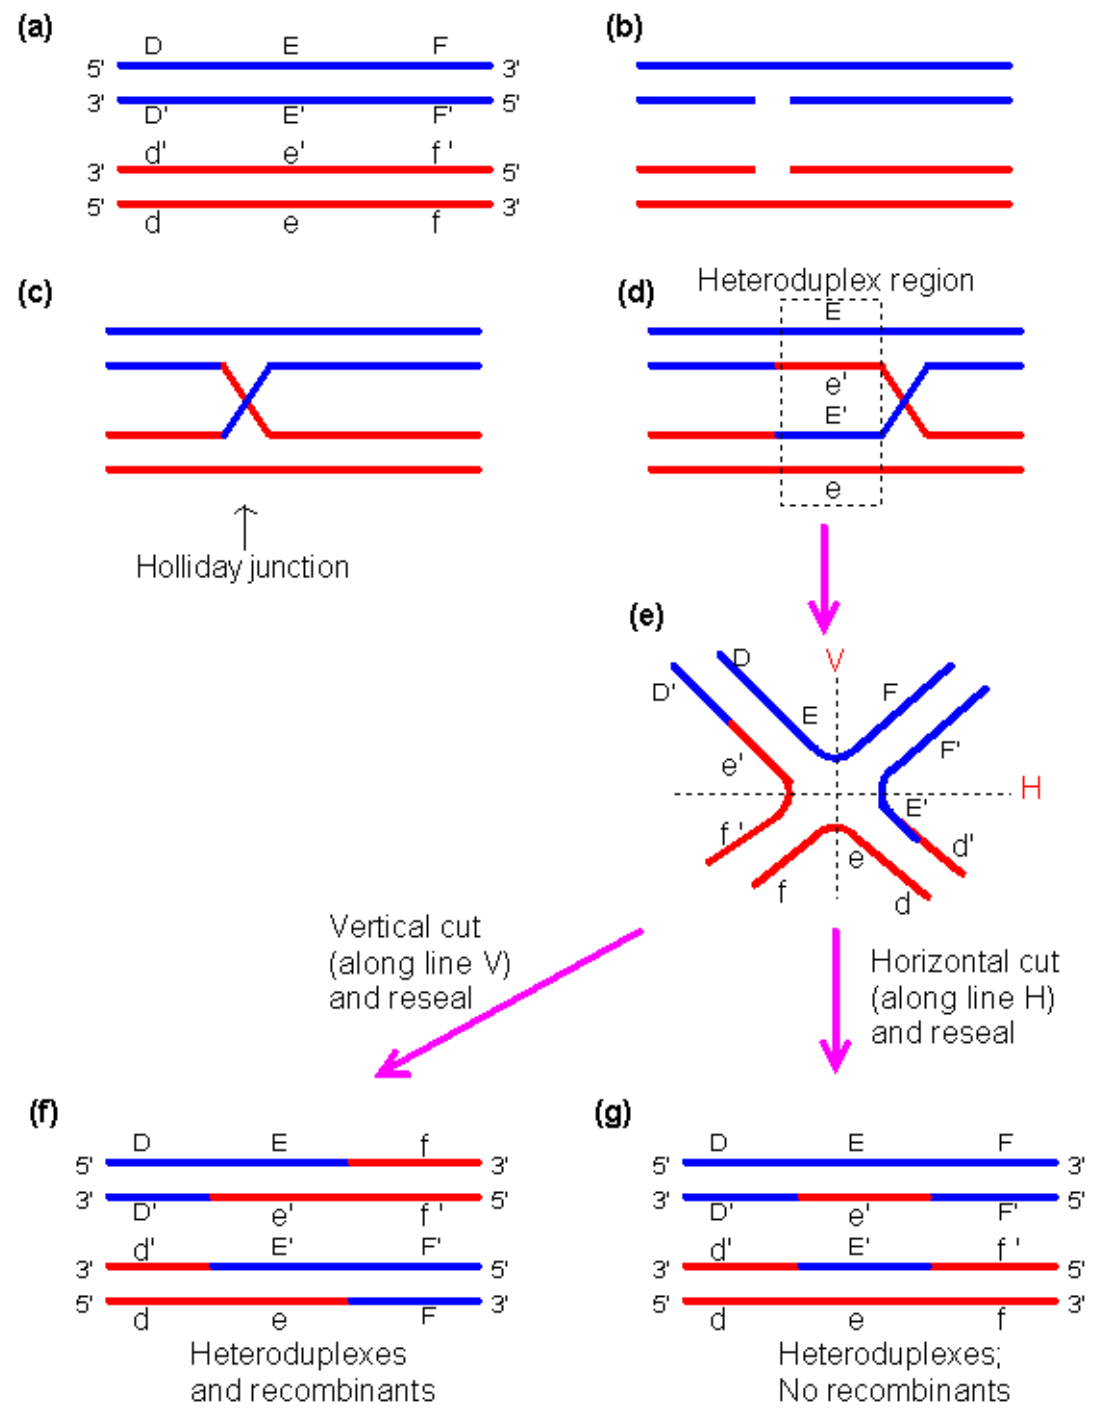 (a)
D E F
5' 3'
3' 5'
D' E' F'
d' e' f '
3' 5'
5' 3'
d e f
(b)
(c)
Holliday junction
(d)
Heteroduplex region
E
e'
E'
e
(e)
D V
D' E F
F'
e'
H
E'
f ' d'
e
f d
Vertical cut
(along line V)
and reseal
Horizontal cut
(along line H)
and reseal
(f)
D E f
5' 3'
3' 5'
D' e' f '
d' E' F'
3' 5'
5' 3'
d e F
Heteroduplexes
and recombinants
(g)
D E F
5' 3'
3' 5'
D' e' F'
d' E' f '
3' 5'
5' 3'
d e f
Heteroduplexes;
No recombinants